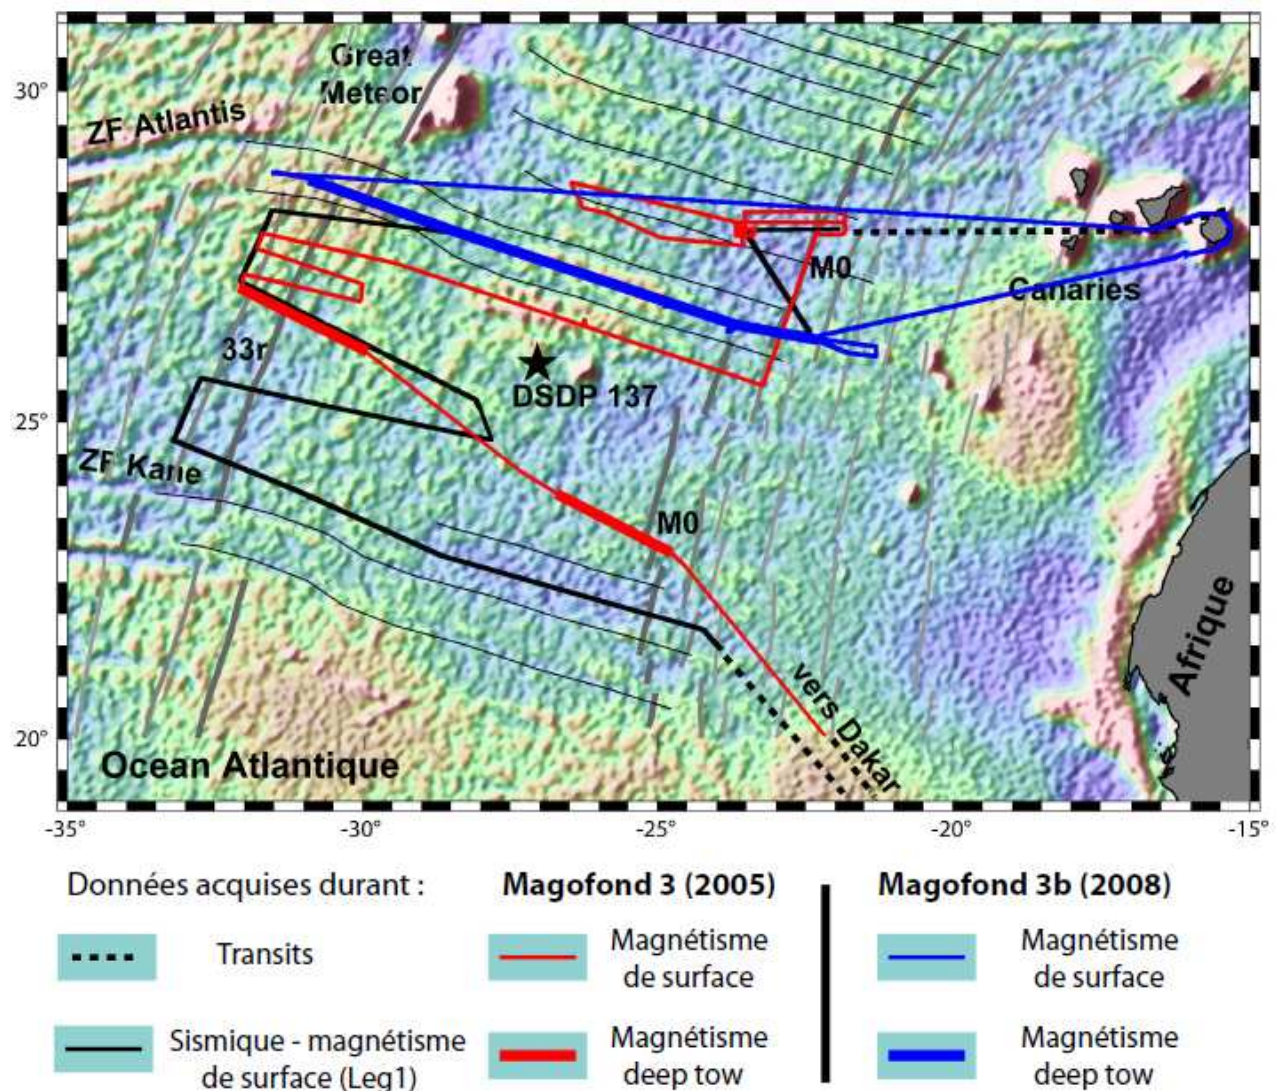 Great
Meteor
ZF Atlantis
30°
M0
Canaries
33r
DSDP 137
25°
ZF Kane
M0
Afrique
vers Dakar
20°
Ocean Atlantique
-35° -30° -25° -20° -15°
Données acquises durant : Magofond 3 (2005) Magofond 3b (2008)
Transits Magnétisme Magnétisme
de surface de surface
Sismique - magnétisme Magnétisme Magnétisme
de surface (Leg1) deep tow deep tow